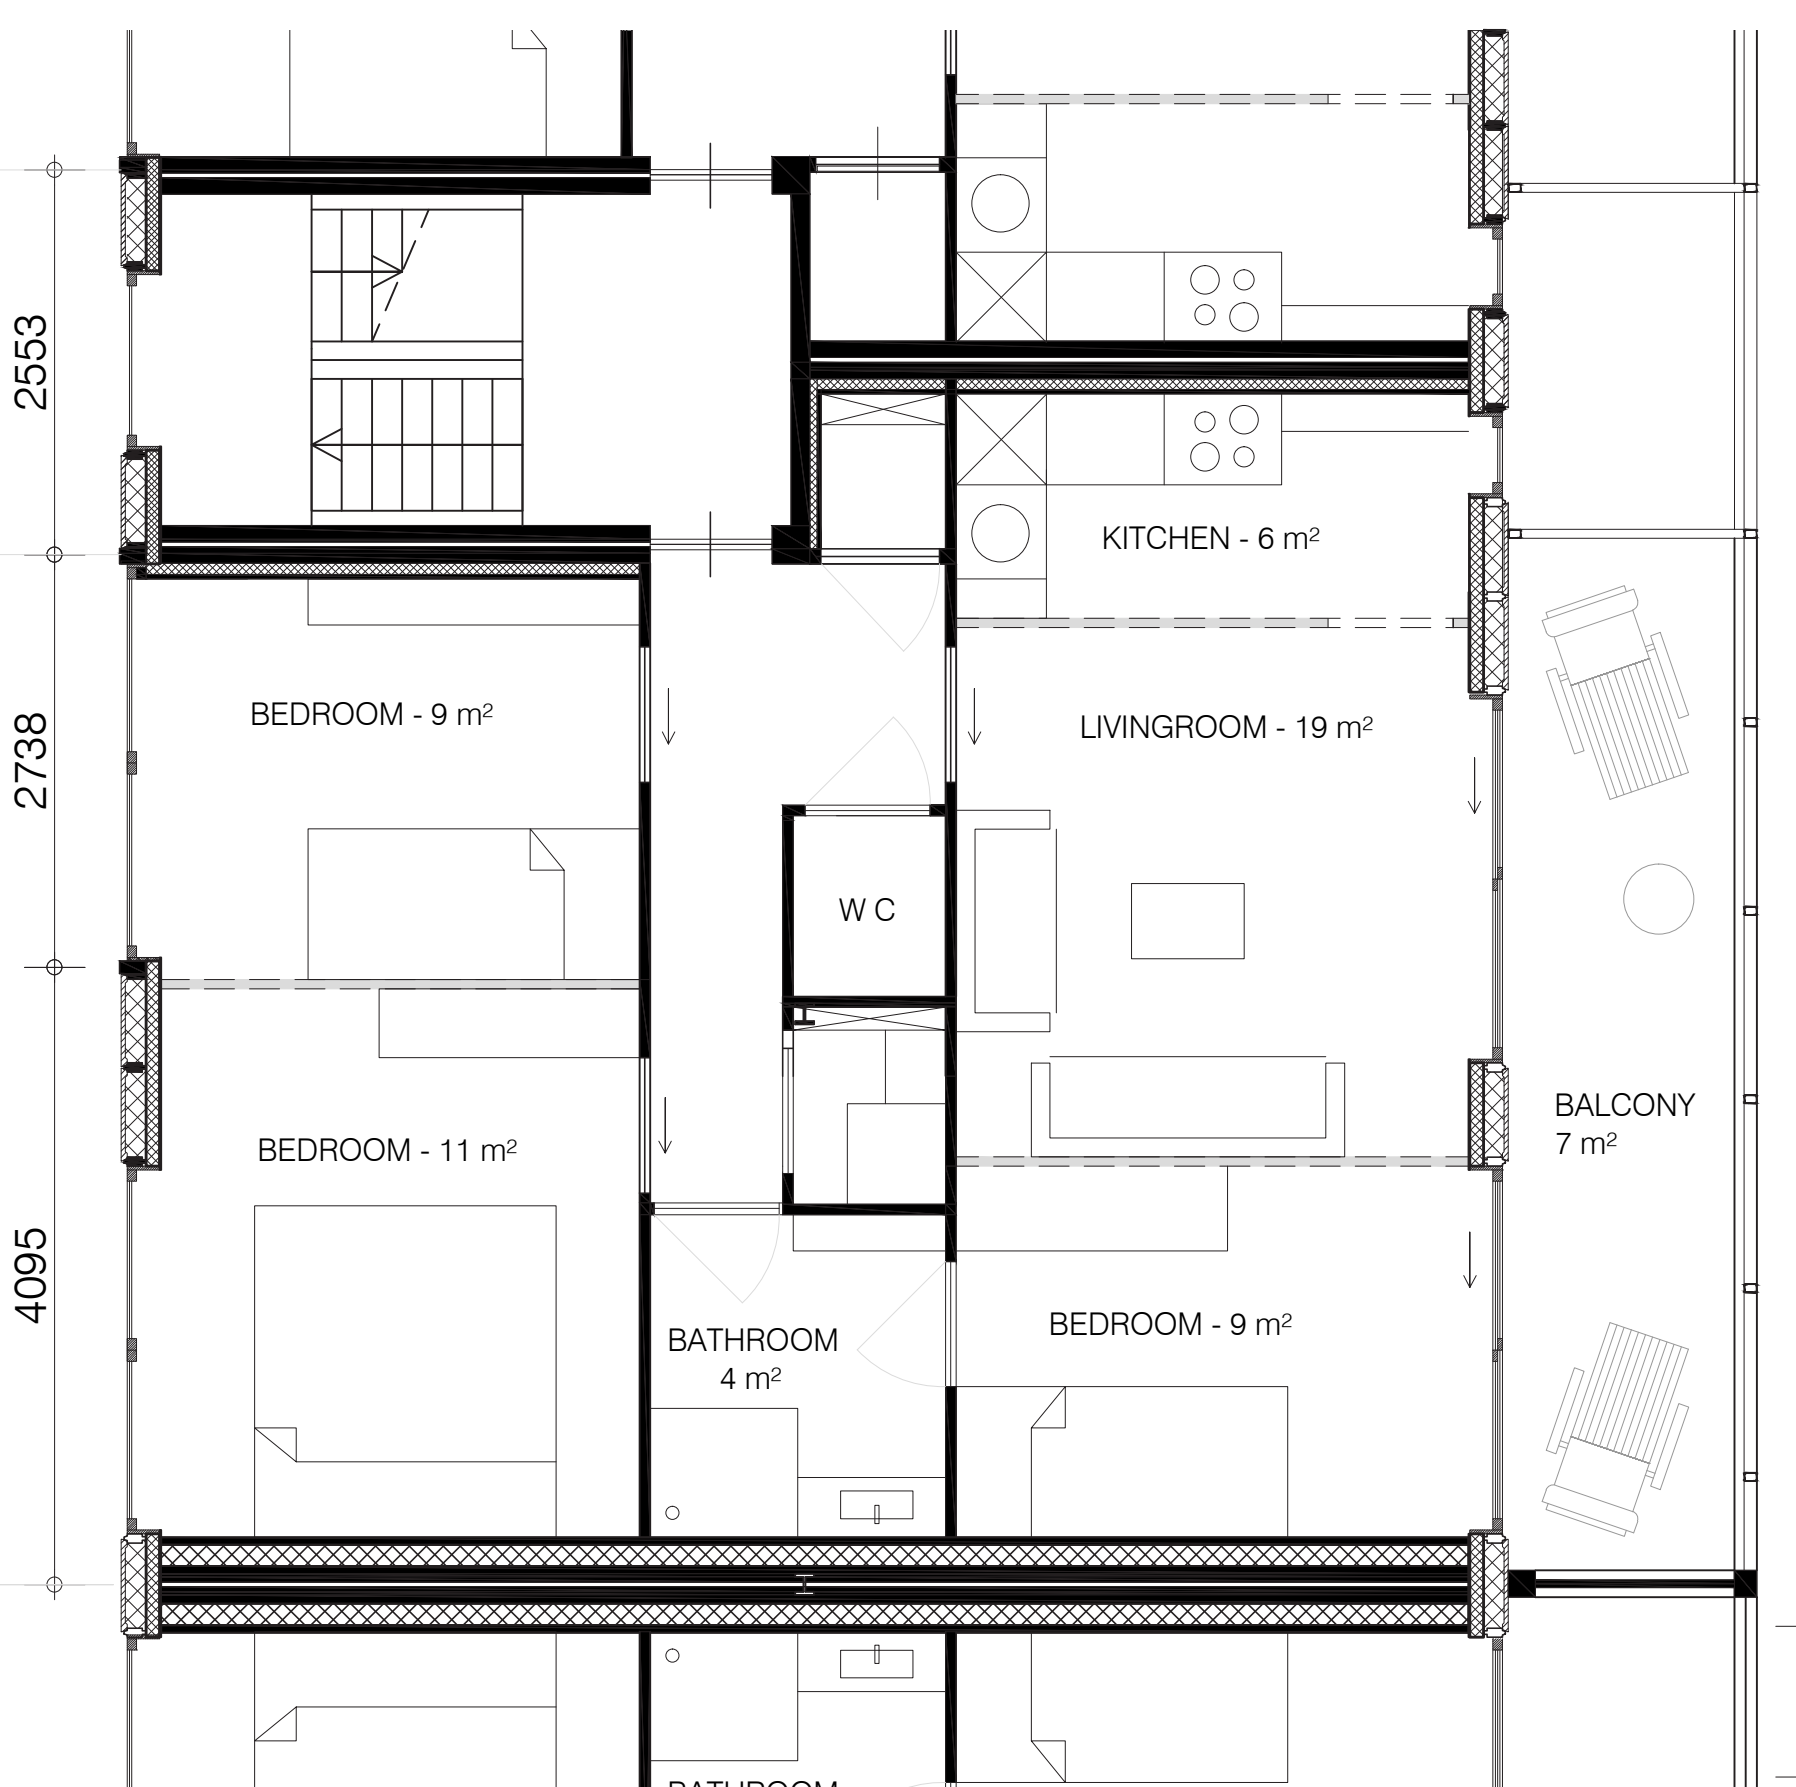 2553
KITCHEN - 6 m²
BEDROOM - 9 m²
LIVINGROOM - 19 m²
2738
W C
BALCONY
7 m²
BEDROOM - 11 m²
4095
BATHROOM
4 m²
BEDROOM - 9 m²
BATHROOM